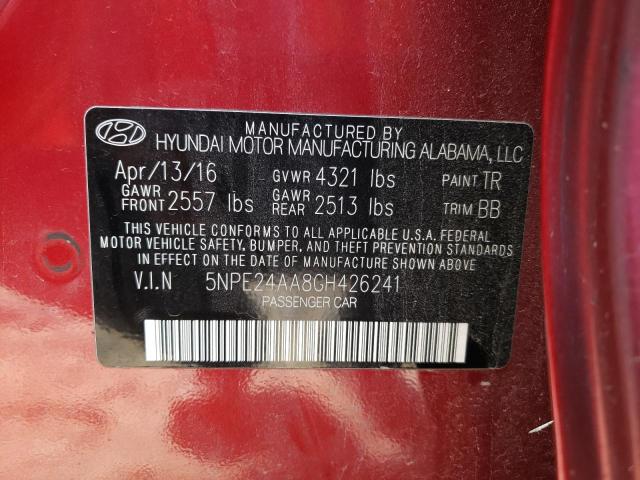 MANUFACTURED BY
HYUNDAI MOTOR MANUFACTURING ALABAMA, LLC
Apr/13/16 GVWR 4321 lbs PAINT TR
GAWR FRONT 2557 lbs GAWR REAR 2513 lbs TRIM BB
THIS VEHICLE CONFORMS TO ALL APPLICABLE U.S.A. FEDERAL
MOTOR VEHICLE SAFETY, BUMPER, AND THEFT PREVENTION STANDARDS
IN EFFECT ON THE DATE OF MANUFACTURE SHOWN ABOVE.
V.I.N 5NPE24AA8GH426241
PASSENGER CAR